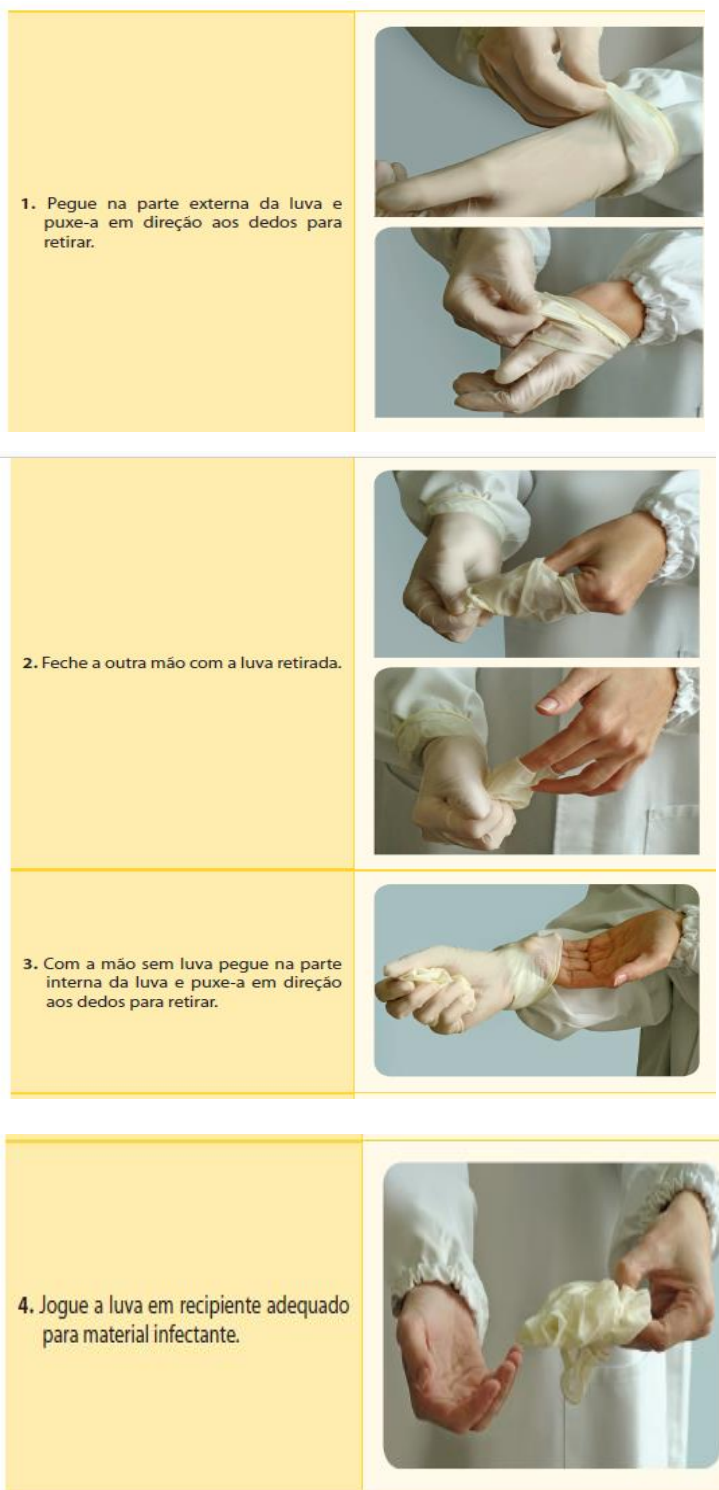 1. Pegue na parte externa da luva e
puxe-a em direção aos dedos para
retirar.
2. Feche a outra mão com a luva retirada.
3. Com a mão sem luva pegue na parte
interna da luva e puxe-a em direção
aos dedos para retirar.
4. Jogue a luva em recipiente adequado
para material infectante.